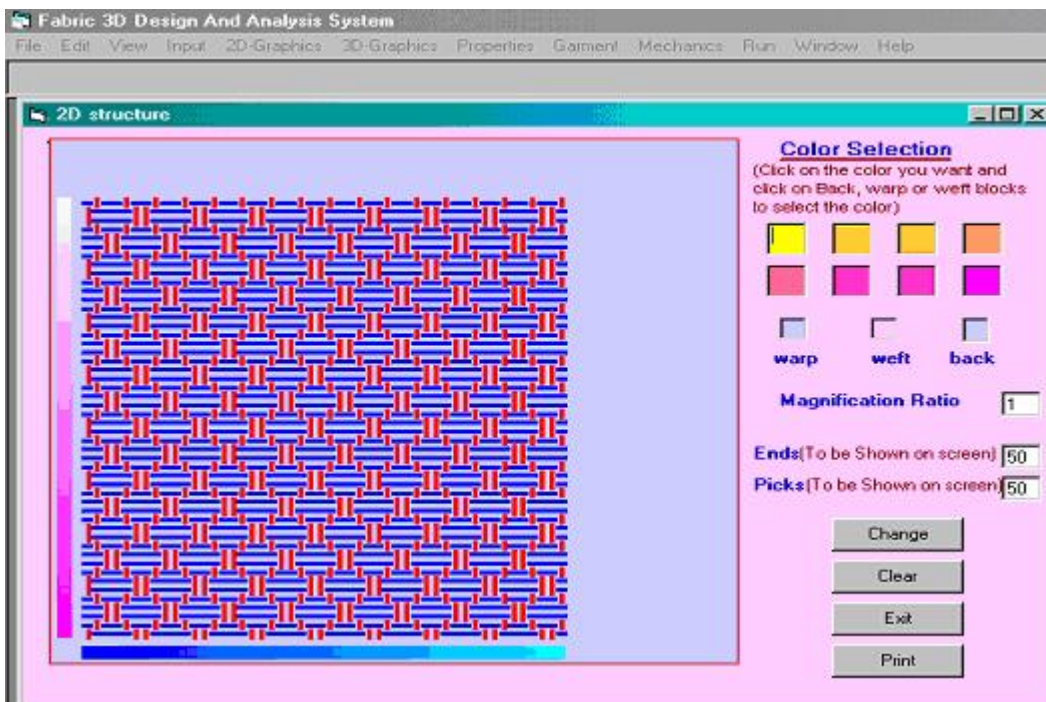 Fabric 3D Design And Analysis System
File Edit View Input 2D-Graphics 3D-Graphics Properties Garment Mechanics Run Window Help
2D structure
Color Selection
(Click on the color you want and
click on Back, warp or weft blocks
to select the color)
warp weft back
Magnification Ratio 1
Ends(To be Shown on screen) 50
Picks(To be Shown on screen) 50
Change
Clear
Exit
Print